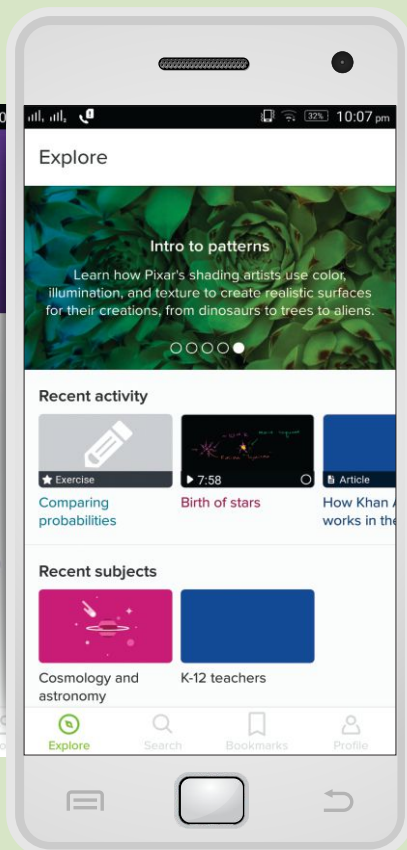 32% 10:07 pm
Explore
Intro to patterns
Learn how Pixar's shading artists use color,
illumination, and texture to create realistic surfaces
for their creations, from dinosaurs to trees to aliens.
Recent activity
Exercise
7:58
Article
Comparing
probabilities
Birth of stars
How Khan A
works in the
Recent subjects
Cosmology and
astronomy
K-12 teachers
Explore
Search
Bookmarks
Profile